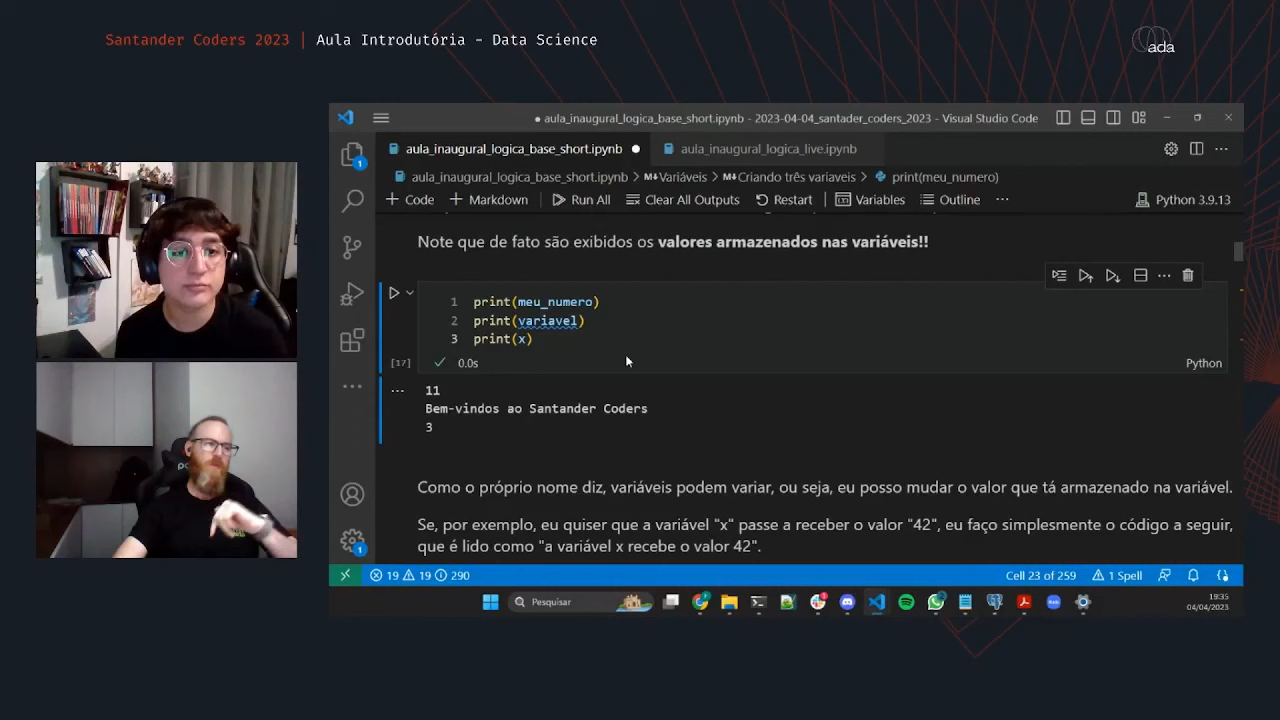 Santander Coders 2023 | Aula Introdutória - Data Science
ada
● aula_inaugural_logica_base_short.ipynb - 2023-04-04_santader_coders_2023 - Visual Studio Code
aula_inaugural_logica_base_short.ipynb ●
aula_inaugural_logica_live.ipynb
aula_inaugural_logica_base_short.ipynb > M↓Variáveis > M↓Criando três variaveis > print(meu_numero)
+ Code + Markdown Run All Clear All Outputs Restart Variables Outline ··· Python 3.9.13
Note que de fato são exibidos os valores armazenados nas variáveis!!
1 print(meu_numero)
2 print(variavel)
3 print(x)
[17] ✓ 0.0s Python
11
Bem-vindos ao Santander Coders
3
Como o próprio nome diz, variáveis podem variar, ou seja, eu posso mudar o valor que tá armazenado na variável.
Se, por exemplo, eu quiser que a variável "x" passe a receber o valor "42", eu faço simplesmente o código a seguir,
que é lido como "a variável x recebe o valor 42".
1
1
19 19 290 Cell 23 of 259 1 Spell
Pesquisar
19:35
04/04/2023